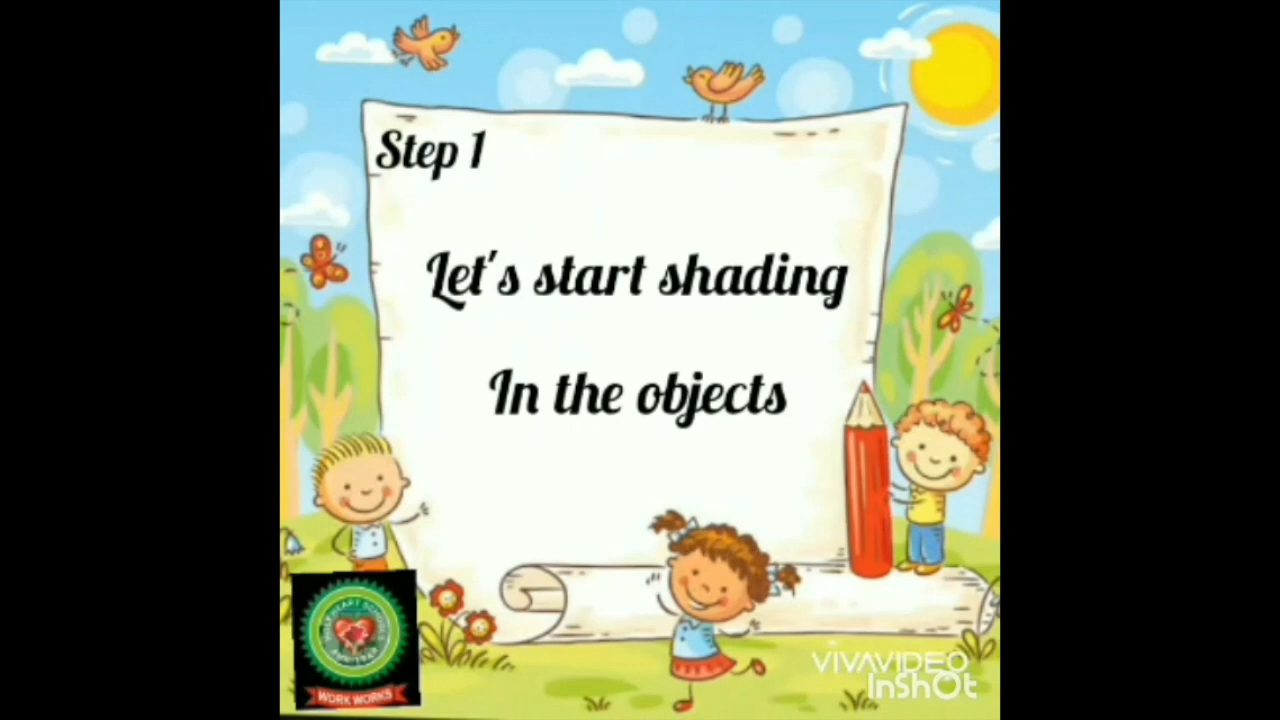 Step 1
Let's start shading
In the objects
WORK WORKS
VIVAVIDEO
InShOt